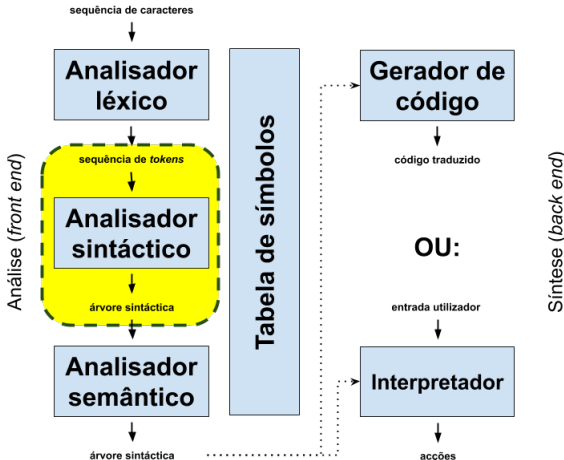 sequência de caracteres
Analisador
léxico
sequência de tokens
Analisador
sintáctico
árvore sintáctica
Analisador
semântico
árvore sintáctica
Análise (front end)
Tabela de símbolos
Gerador de
código
código traduzido
OU:
entrada utilizador
Interpretador
acções
Síntese (back end)